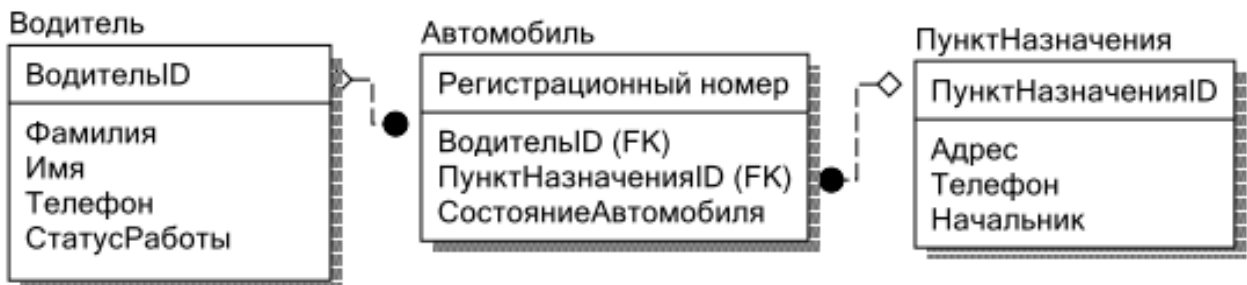 Водитель
ВодительID
Фамилия
Имя
Телефон
СтатусРаботы
Автомобиль
Регистрационный номер
ВодительID (FK)
ПунктНазначенияID (FK)
СостояниеАвтомобиля
ПунктНазначения
ПунктНазначенияID
Адрес
Телефон
Начальник